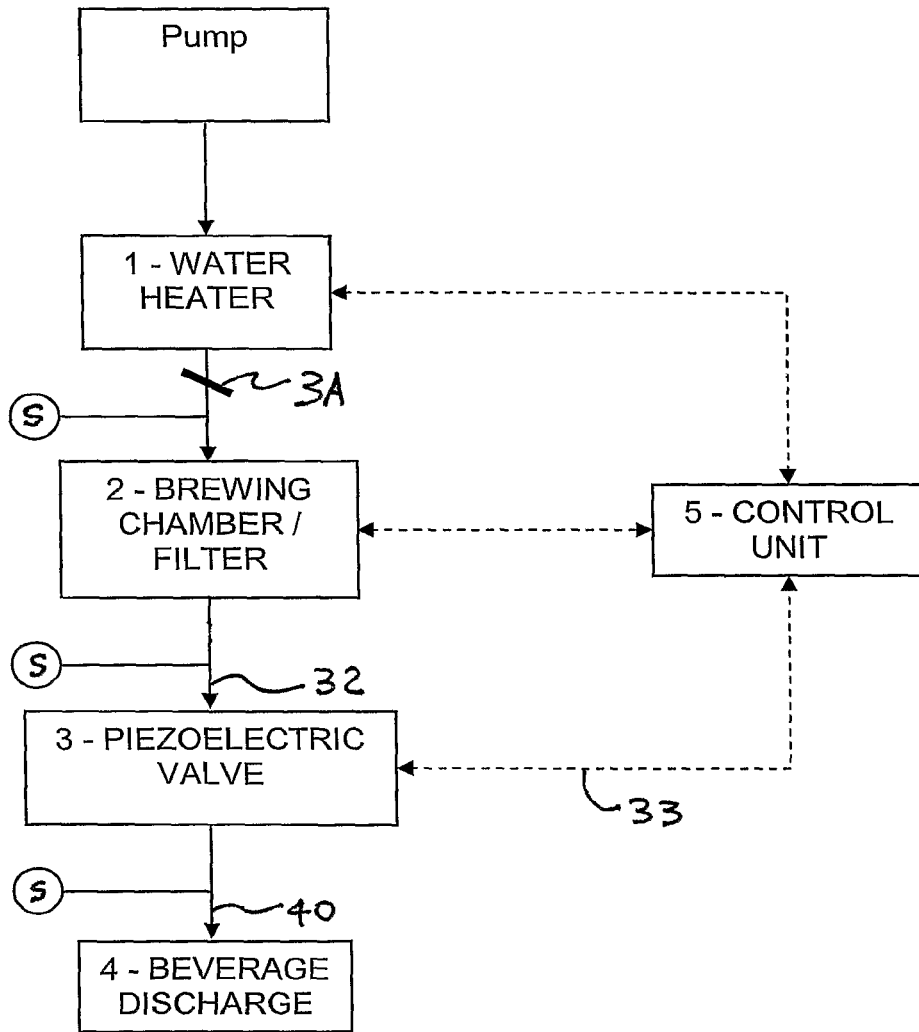 Pump
1 - WATER
HEATER
3A
S
2 - BREWING
CHAMBER /
FILTER
5 - CONTROL
UNIT
S
32
3 - PIEZOELECTRIC
VALVE
33
S
40
4 - BEVERAGE
DISCHARGE